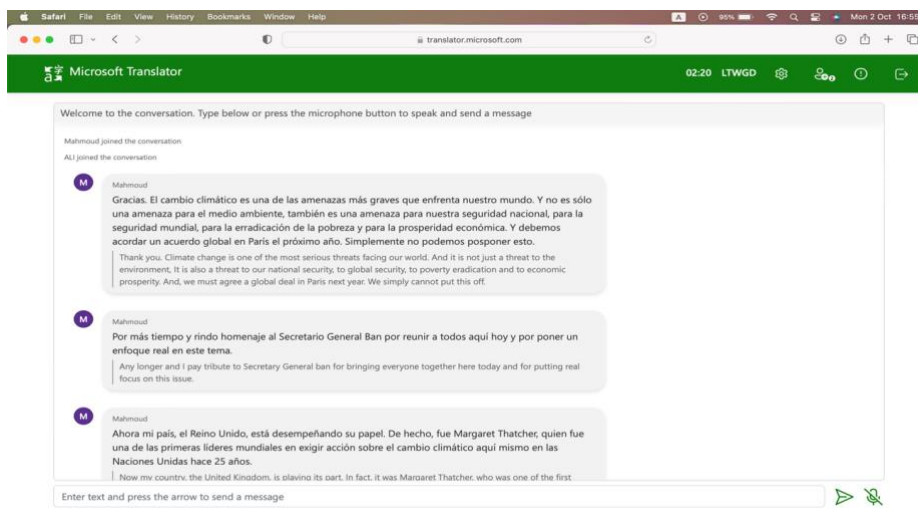 Safari File Edit View History Bookmarks Window Help A 95% Mon 2 Oct 16:55
translator.microsoft.com
Microsoft Translator 02:20 LTWGD
Welcome to the conversation. Type below or press the microphone button to speak and send a message
Mahmoud joined the conversation
ALI joined the conversation
M Mahmoud
Gracias. El cambio climático es una de las amenazas más graves que enfrenta nuestro mundo. Y no es sólo
una amenaza para el medio ambiente, también es una amenaza para nuestra seguridad nacional, para la
seguridad mundial, para la erradicación de la pobreza y para la prosperidad económica. Y debemos
acordar un acuerdo global en París el próximo año. Simplemente no podemos posponer esto.
Thank you. Climate change is one of the most serious threats facing our world. And it is not just a threat to the
environment, It is also a threat to our national security, to global security, to poverty eradication and to economic
prosperity. And, we must agree a global deal in Paris next year. We simply cannot put this off.
M Mahmoud
Por más tiempo y rindo homenaje al Secretario General Ban por reunir a todos aquí hoy y por poner un
enfoque real en este tema.
Any longer and I pay tribute to Secretary General ban for bringing everyone together here today and for putting real
focus on this issue.
M Mahmoud
Ahora mi país, el Reino Unido, está desempeñando su papel. De hecho, fue Margaret Thatcher, quien fue
una de las primeras líderes mundiales en exigir acción sobre el cambio climático aquí mismo en las
Naciones Unidas hace 25 años.
Now my country, the United Kingdom, is playing its part. In fact, it was Margaret Thatcher, who was one of the first
Enter text and press the arrow to send a message